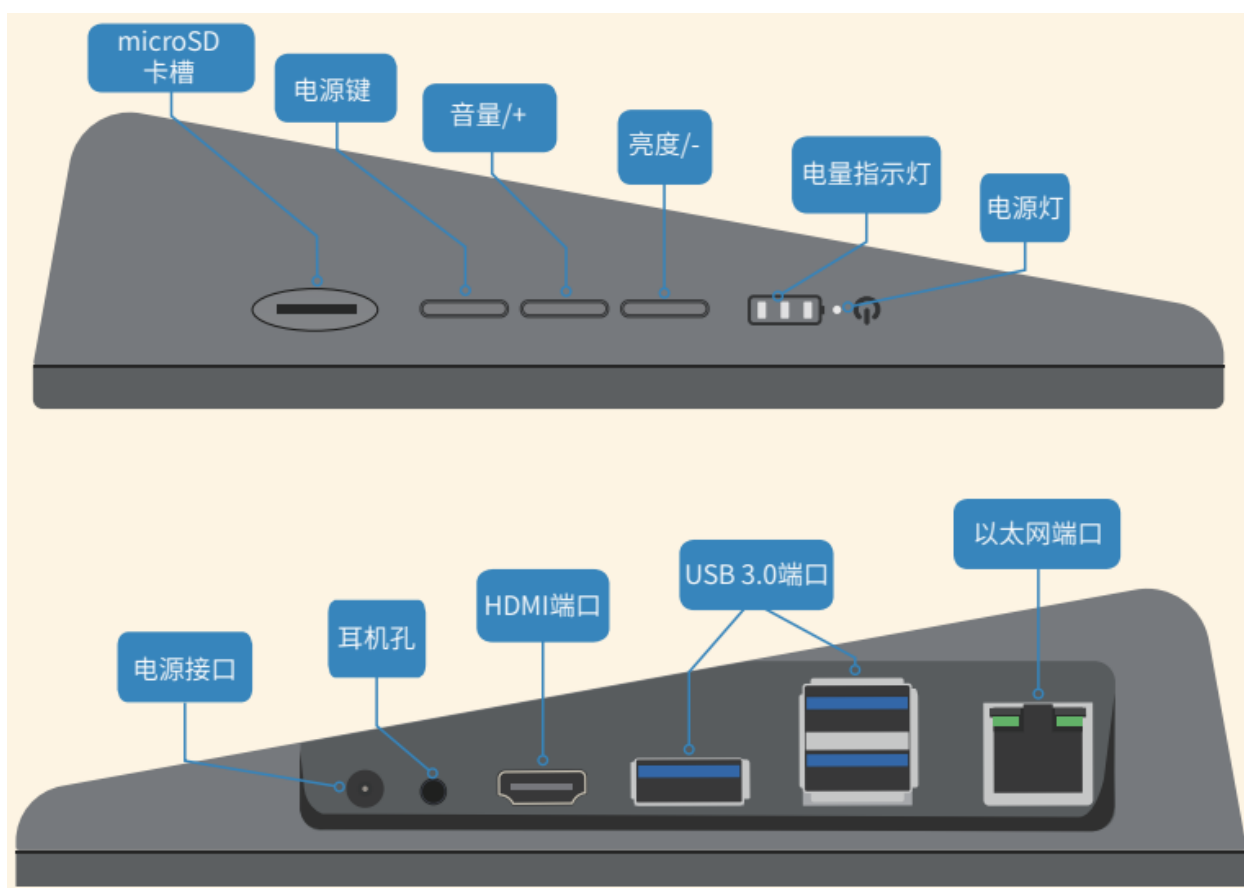 microSD
卡槽
电源键
音量/+
亮度/-
电量指示灯
电源灯
以太网端口
USB 3.0端口
HDMI端口
耳机孔
电源接口